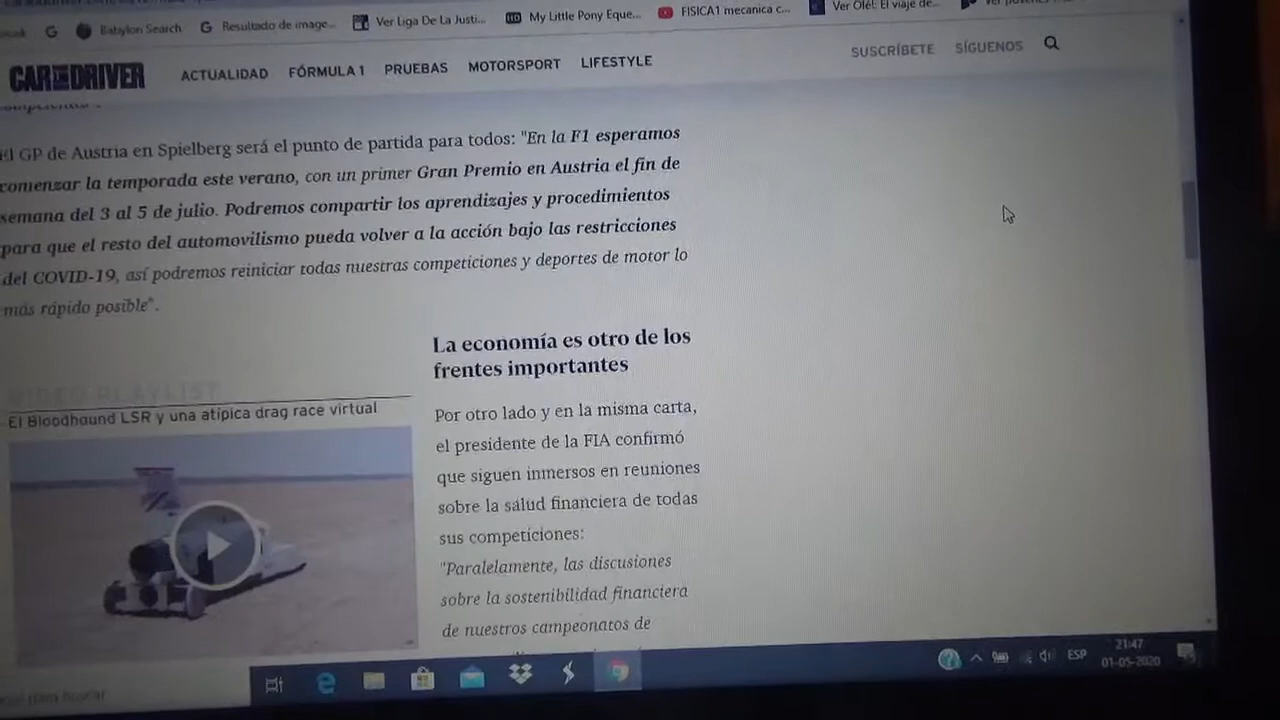 Babylon Search
Resultado de image...
Ver Liga De La Justi...
My Little Pony Eque...
FISICA1 mecanica c...
Ver Olé!: El viaje de...
CAR AND DRIVER
ACTUALIDAD FÓRMULA 1 PRUEBAS MOTORSPORT LIFESTYLE
SUSCRÍBETE SÍGUENOS
El GP de Austria en Spielberg será el punto de partida para todos: "En la F1 esperamos
comenzar la temporada este verano, con un primer Gran Premio en Austria el fin de
semana del 3 al 5 de julio. Podremos compartir los aprendizajes y procedimientos
para que el resto del automovilismo pueda volver a la acción bajo las restricciones
del COVID-19, así podremos reiniciar todas nuestras competiciones y deportes de motor lo
más rápido posible".
VIDEO PLAYLIST
El Bloodhound LSR y una atípica drag race virtual
La economía es otro de los
frentes importantes
Por otro lado y en la misma carta,
el presidente de la FIA confirmó
que siguen inmersos en reuniones
sobre la salud financiera de todas
sus competiciones:
"Paralelamente, las discusiones
sobre la sostenibilidad financiera
de nuestros campeonatos de
para buscar
ESP
21:47
01-05-2020